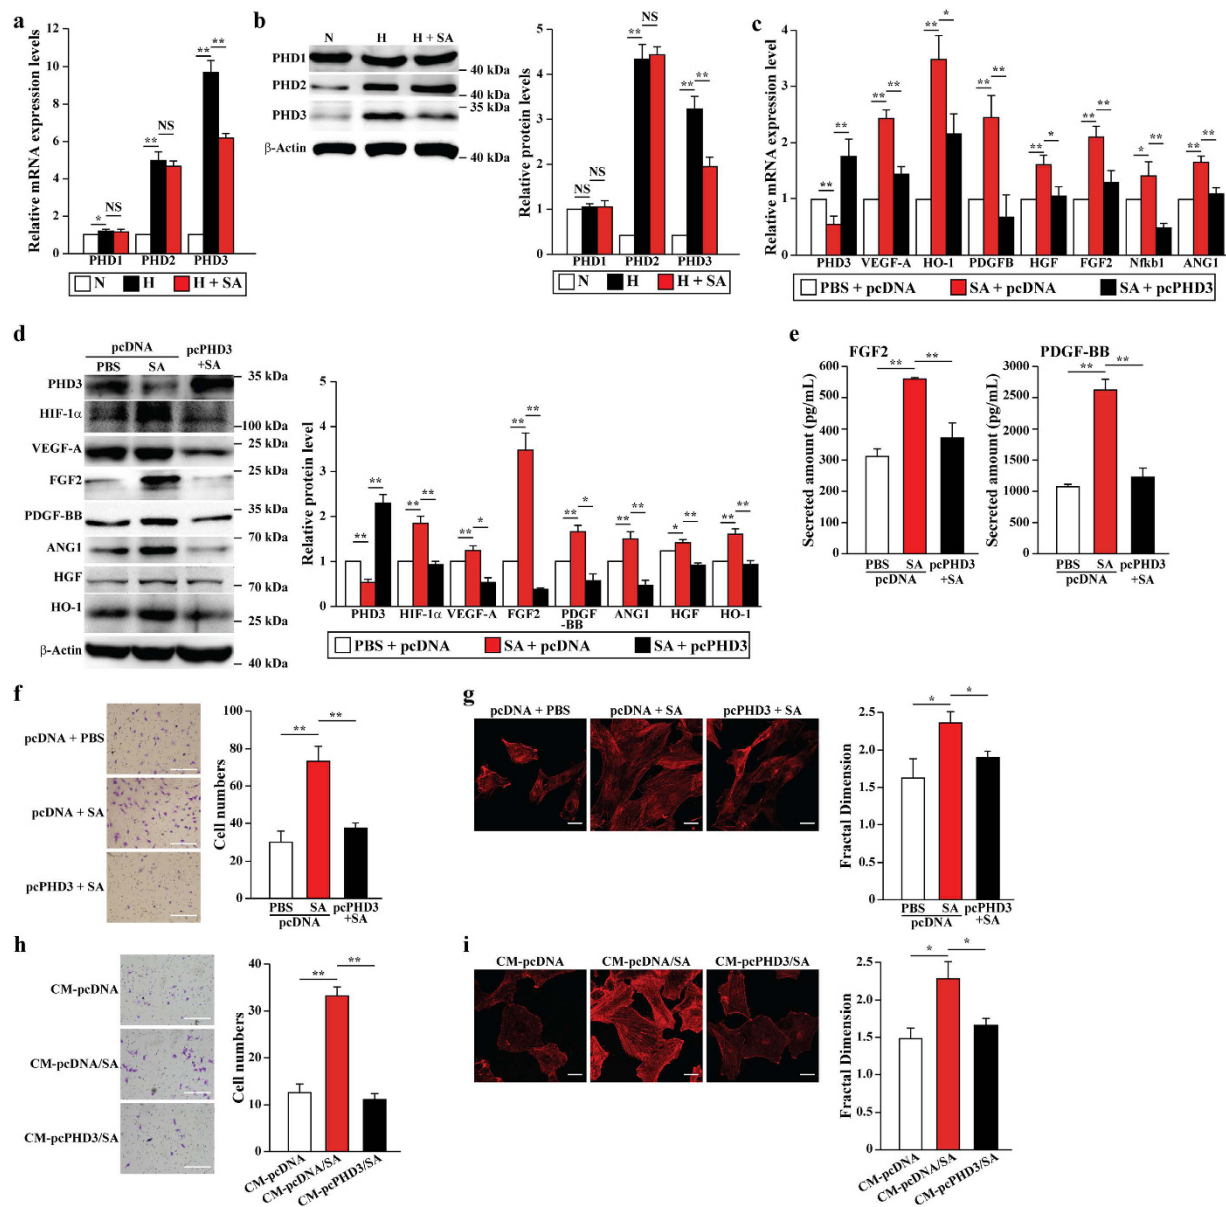 a
Relative mRNA expression levels
12
10
8
6
4
2
0
*
NS
**
NS
**
**
PHD1 PHD2 PHD3
N H H + SA
b
N H H + SA
PHD1
40 kDa
PHD2
40 kDa
35 kDa
PHD3
β-Actin
40 kDa
Relative protein levels
5
4
3
2
1
0
NS
NS
**
NS
**
**
PHD1 PHD2 PHD3
N H H + SA
c
Relative mRNA expression level
4
3
2
1
0
** **
** **
** *
** **
** *
** **
* **
** **
PHD3 VEGF-A HO-1 PDGFB HGF FGF2 Nfkb1 ANG1
PBS + pcDNA SA + pcDNA SA + pcPHD3
d
pcDNA pcPHD3
PBS SA +SA
PHD3
35 kDa
HIF-1α
100 kDa
VEGF-A
25 kDa
25 kDa
FGF2
35 kDa
PDGF-BB
70 kDa
ANG1
HGF
70 kDa
35 kDa
HO-1
25 kDa
β-Actin
40 kDa
Relative protein level
5
4
3
2
1
0
** **
** **
** *
** **
** *
** **
* **
** **
PHD3 HIF-1α VEGF-A FGF2 PDGF ANG1 HGF HO-1
-BB
PBS + pcDNA SA + pcDNA SA + pcPHD3
e
FGF2
Secreted amount (pg/mL)
600
500
400
300
200
100
0
** **
PBS SA pcPHD3
pcDNA +SA
PDGF-BB
Secreted amount (pg/mL)
3000
2500
2000
1500
1000
500
0
** **
PBS SA pcPHD3
pcDNA +SA
f
pcDNA + PBS
pcDNA + SA
pcPHD3 + SA
Cell numbers
100
80
60
40
20
0
** **
PBS SA pcPHD3
pcDNA +SA
g
pcDNA + PBS pcDNA + SA pcPHD3 + SA
Fractal Dimension
2.5
2.0
1.5
1.0
0.5
0
* *
PBS SA pcPHD3
pcDNA +SA
h
CM-pcDNA
CM-pcDNA/SA
CM-pcPHD3/SA
Cell numbers
40
30
20
10
0
** **
CM-pcDNA
CM-pcDNA/SA
CM-pcPHD3/SA
i
CM-pcDNA CM-pcDNA/SA CM-pcPHD3/SA
Fractal Dimension
2.5
2.0
1.5
1.0
0.5
0
* *
CM-pcDNA
CM-pcDNA/SA
CM-pcPHD3/SA